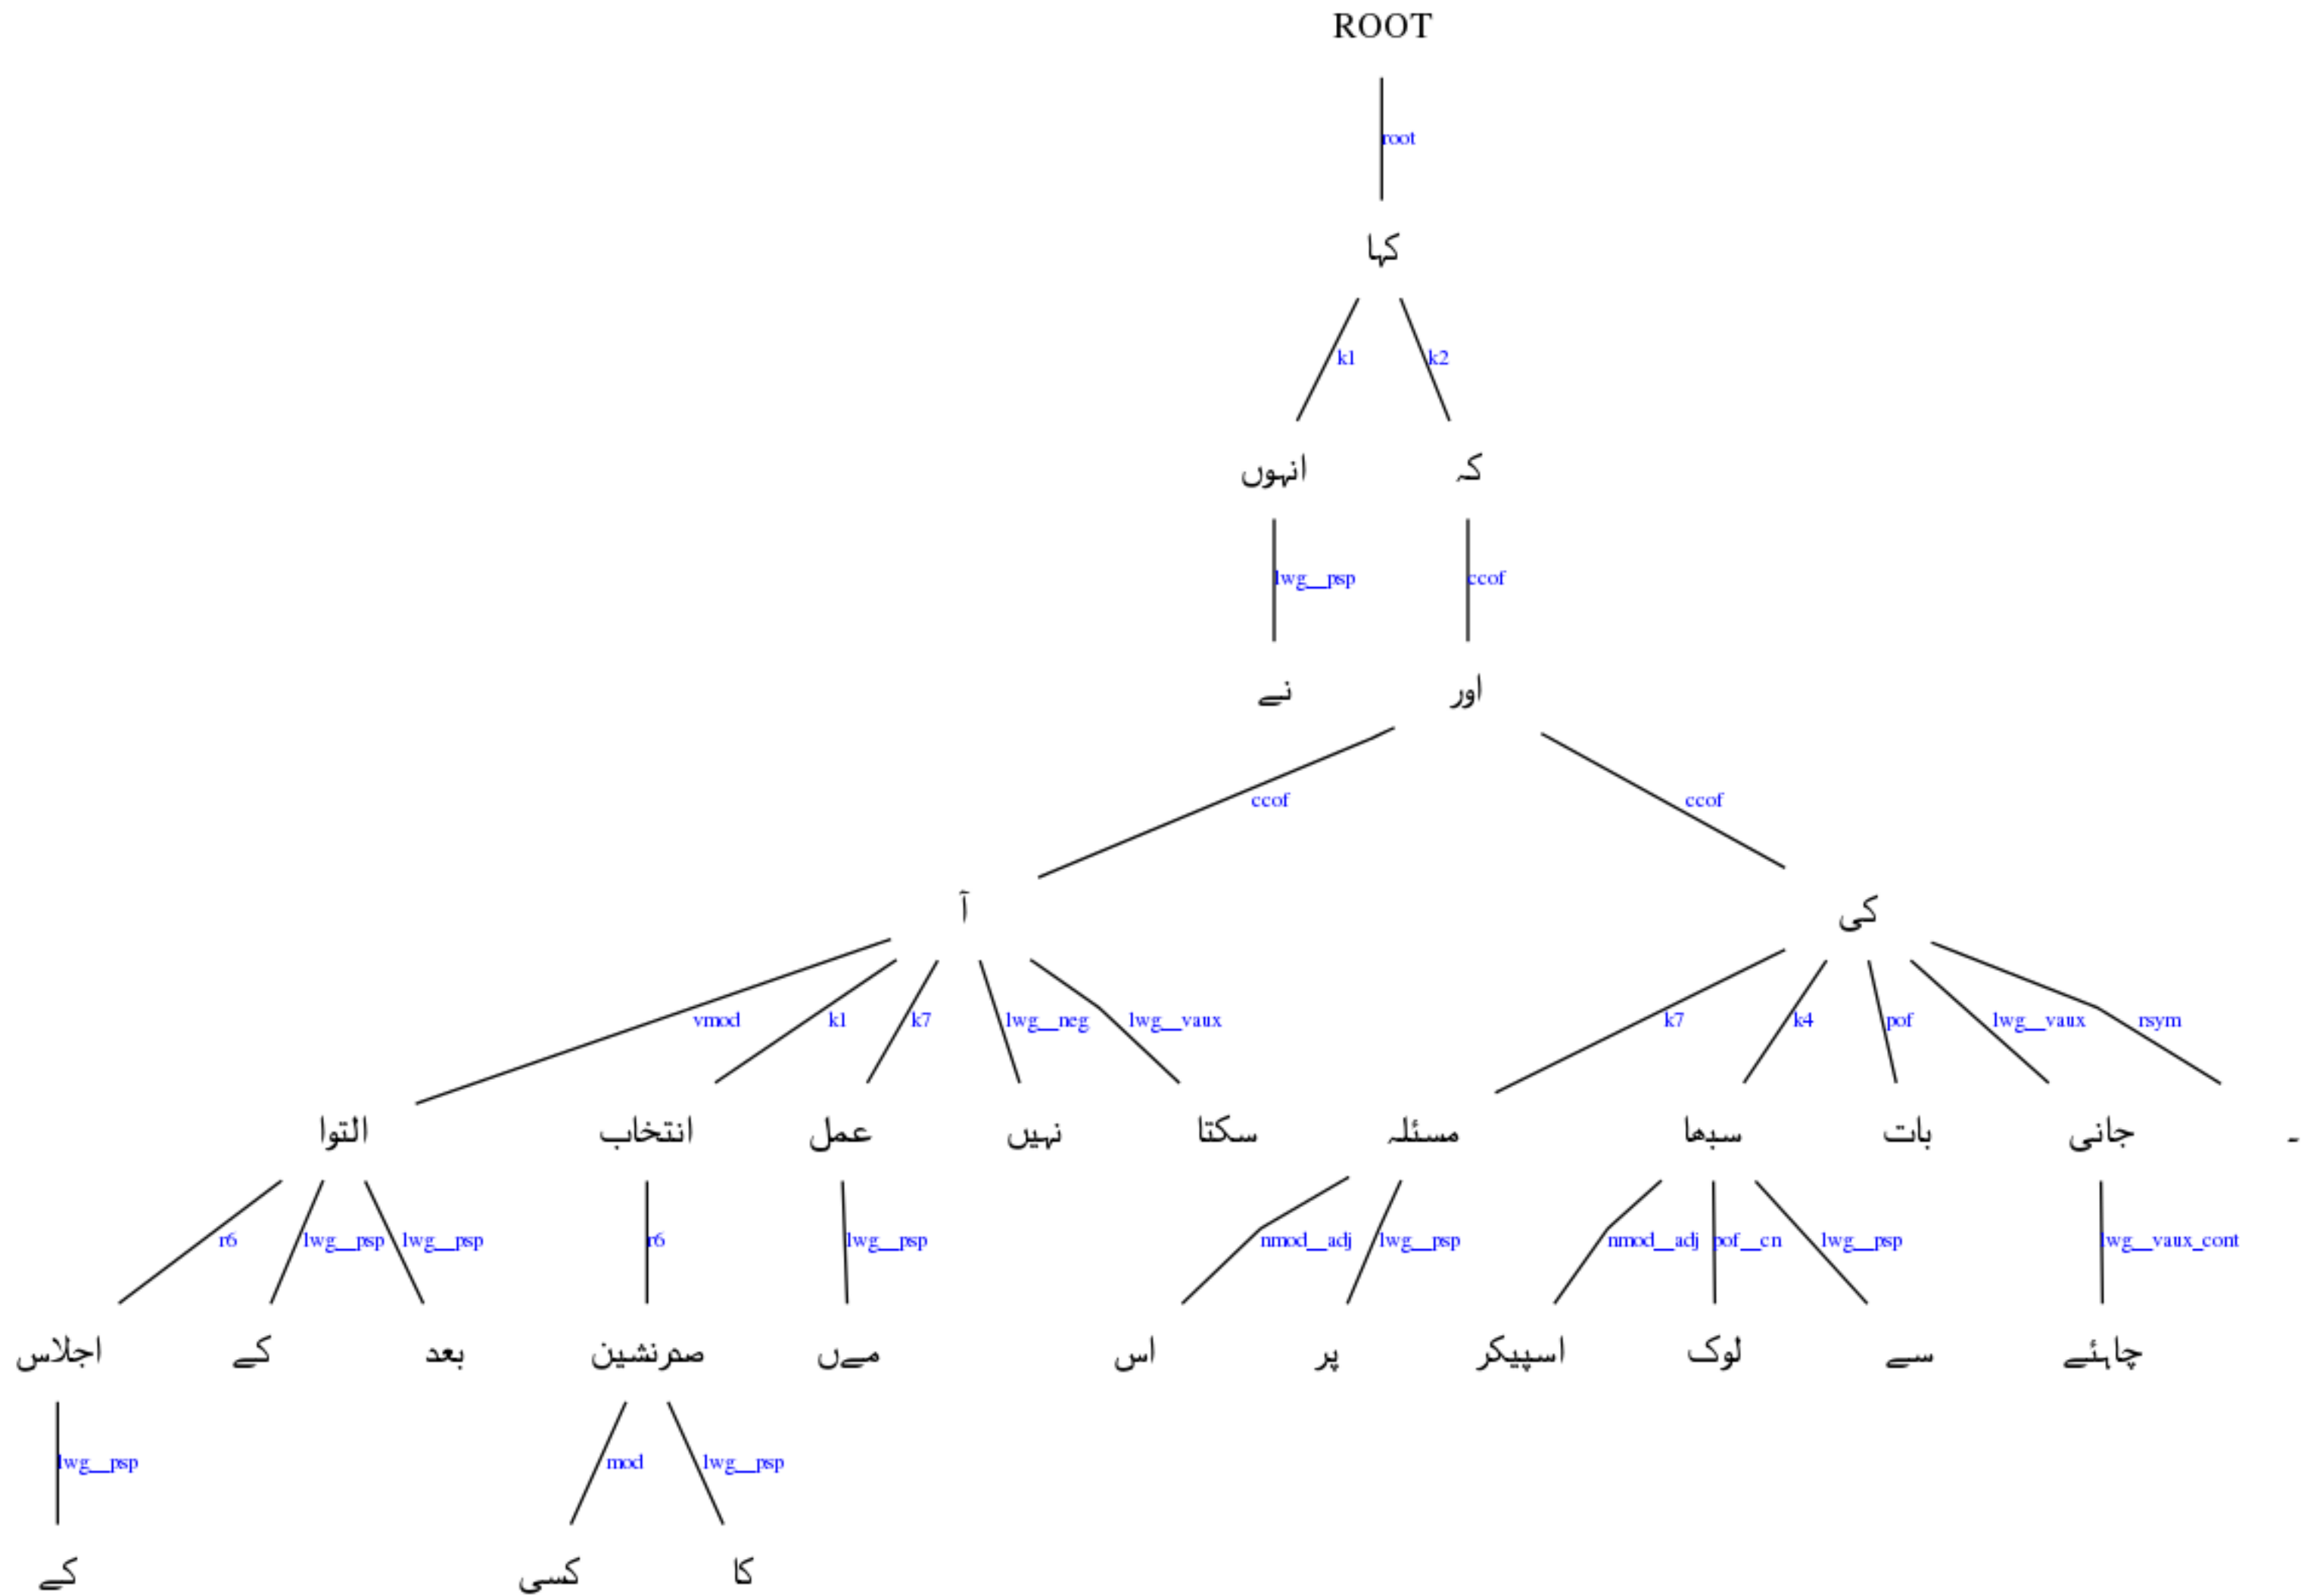 ROOT
root
کہا
k1 k2
انہوں کہ
lwg__psp ccof
نے اور
ccof ccof
آ کی
vmod k1 k7 lwg__neg lwg__vaux k7 k4 pof lwg__vaux rsym
التوا انتخاب عمل نہیں سکتا مسئلہ سبھا بات جانی ۔
r6 lwg__psp lwg__psp r6 lwg__psp nmod__adj lwg__psp nmod__adj pof__cn lwg__psp lwg__vaux_cont
اجلاس کے بعد صدرنشین مےں اس پر اسپیکر لوک سے چاہئے
lwg__psp mod lwg__psp
کے کسی کا